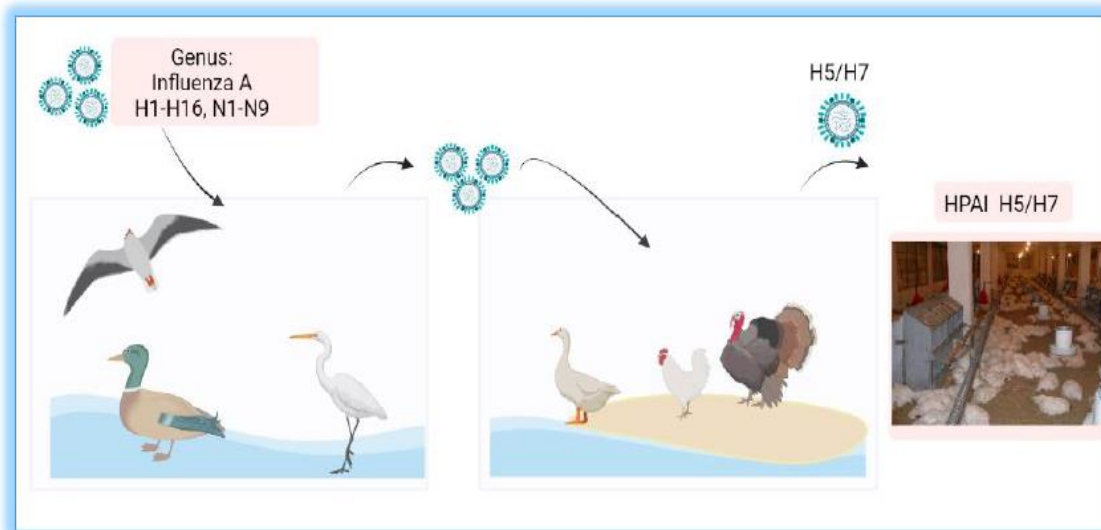 Genus:
Influenza A
H1-H16, N1-N9
H5/H7
HPAI H5/H7